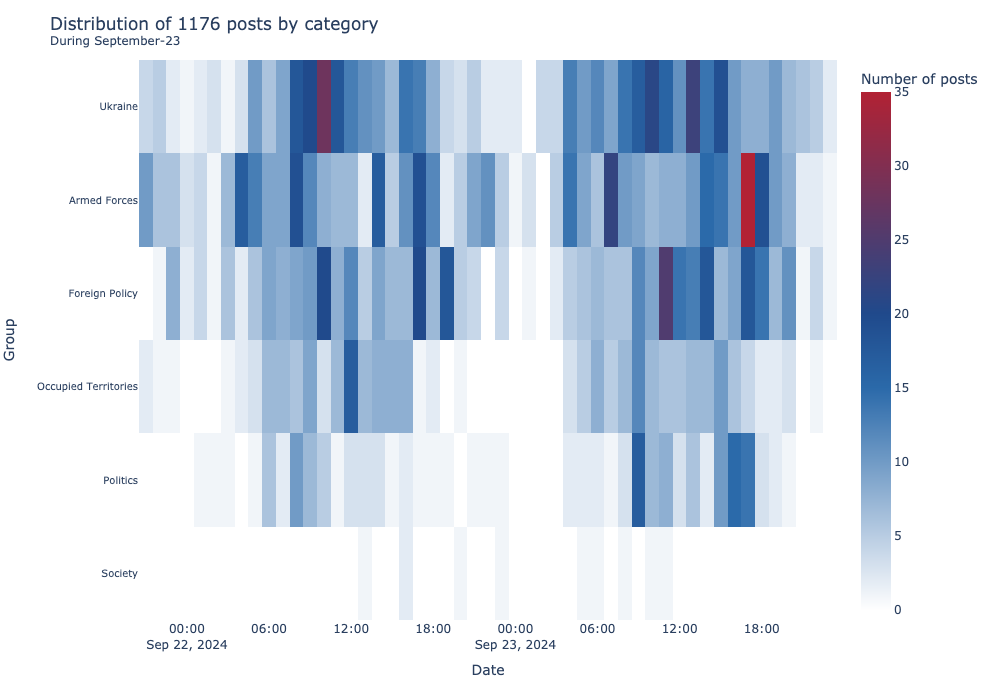 Distribution of 1176 posts by category
During September-23
Number of posts
35
30
25
20
15
10
5
0
Group
Ukraine
Armed Forces
Foreign Policy
Occupied Territories
Politics
Society
00:00 06:00 12:00 18:00 00:00 06:00 12:00 18:00
Sep 22, 2024 Sep 23, 2024
Date